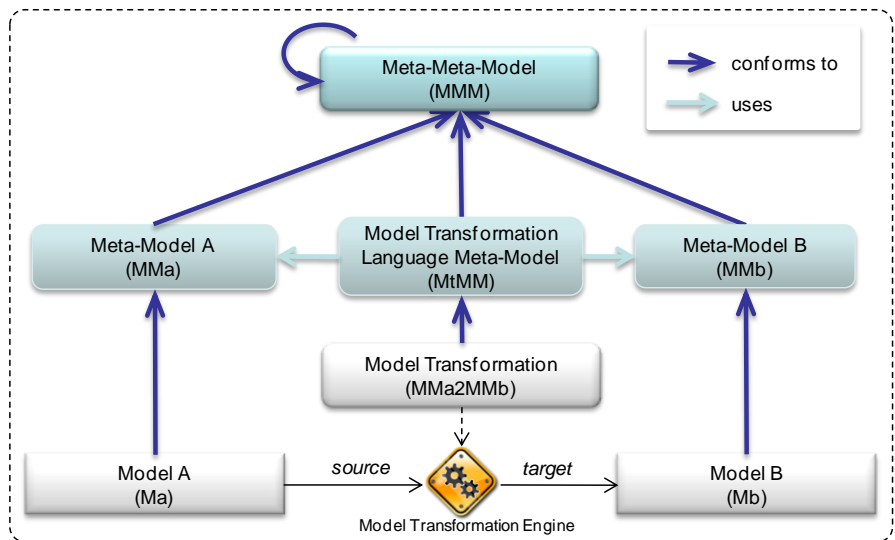 Meta-Meta-Model
(MMM)
conforms to
uses
Meta-Model A
(MMa)
Model Transformation
Language Meta-Model
(MtMM)
Meta-Model B
(MMb)
Model Transformation
(MMa2MMb)
Model A
(Ma)
source
target
Model B
(Mb)
Model Transformation Engine